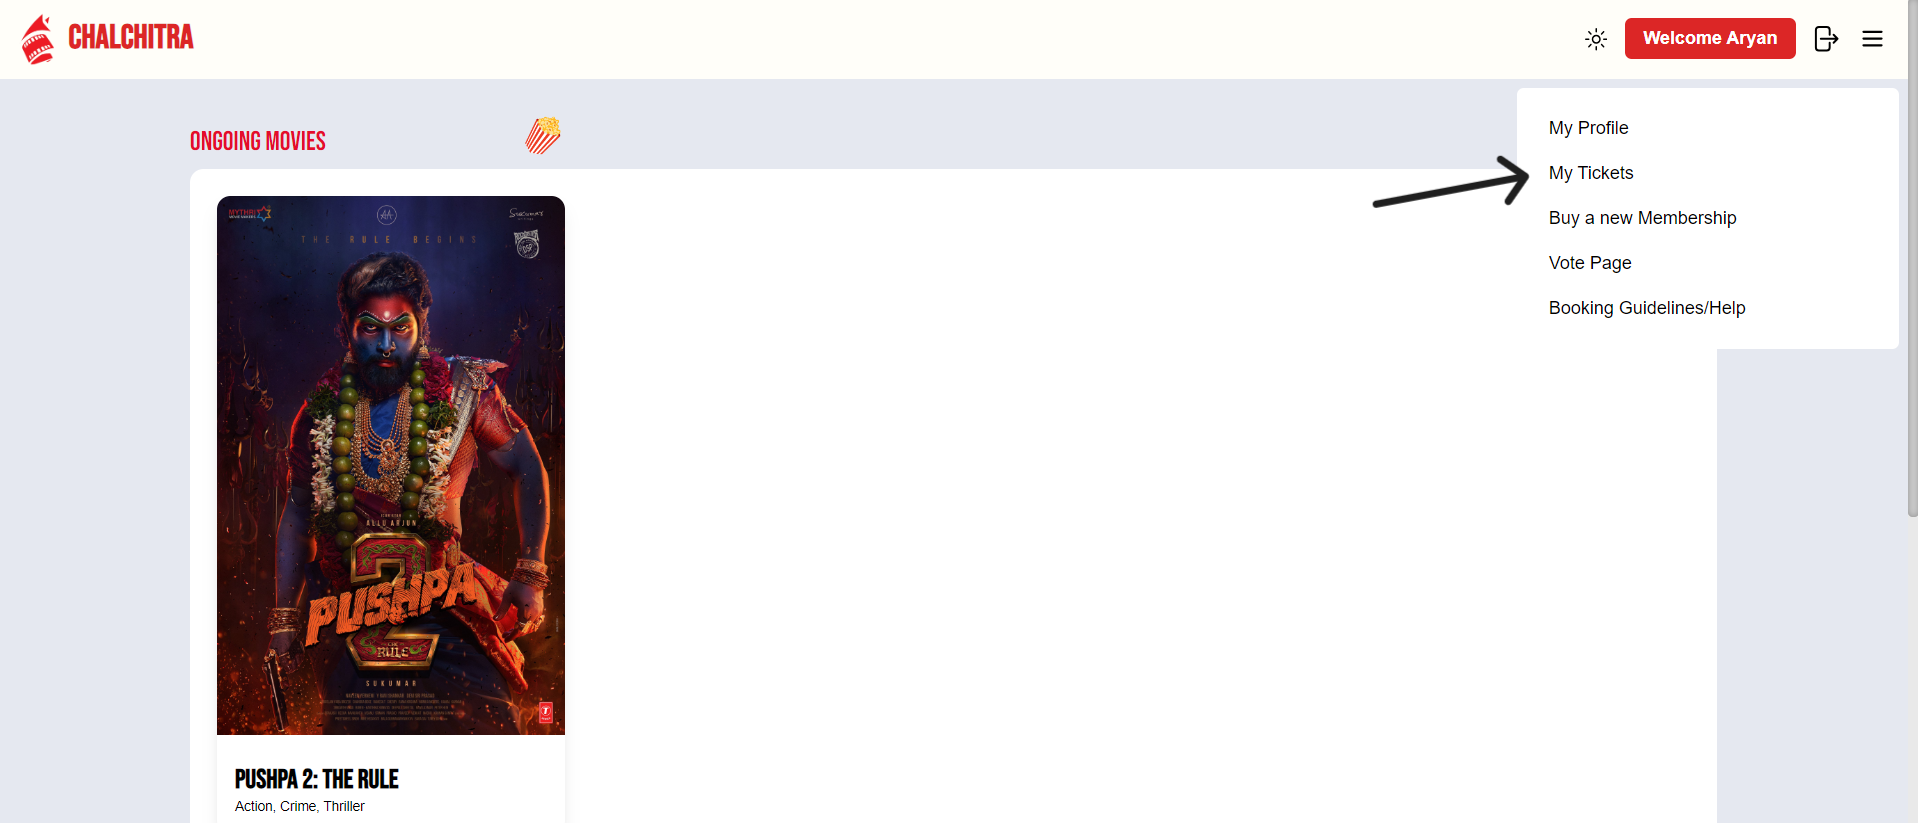 CHALCHITRA
Welcome Aryan
My Profile
My Tickets
Buy a new Membership
Vote Page
Booking Guidelines/Help
ONGOING MOVIES
MYTHRI
SUKUMAR
THE RULE BEGINS
ALLU ARJUN
2
PUSHPA
THE
RULE
SUKUMAR
PUSHPA 2: THE RULE
Action, Crime, Thriller